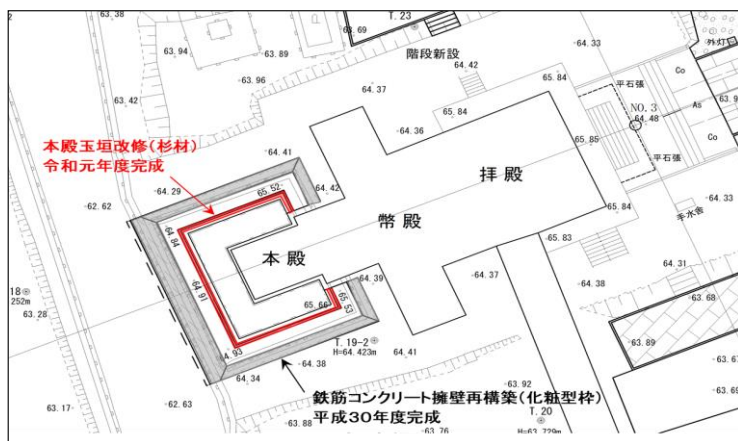 63.38
T.23
63.69
64.33
外灯
63.94
63.89
階段新設
64.42
Co
63.96
65.84
平石張
64.37
63.42
65.84
As
NO.3
64.48
本殿玉垣改修(杉材)
令和元年度完成
64.41
64.36
65.85
Co
拝殿
平石張
64.29
65.52
64.42
62.62
幣殿
65.84
64.33
手水舎
64.84
65.83
本殿
64.31
18
252m
64.91
64.39
64.37
64.38
63.68
63.28
65.66
65.53
T.19-2
H=64.423m
63.89
64.93
64.38
64.41
64.34
鉄筋コンクリート擁壁再構築(化粧型枠)
平成30年度完成
63.92
T.20
H=63.729m
63.17
62.63
63.88
63.76
63.69